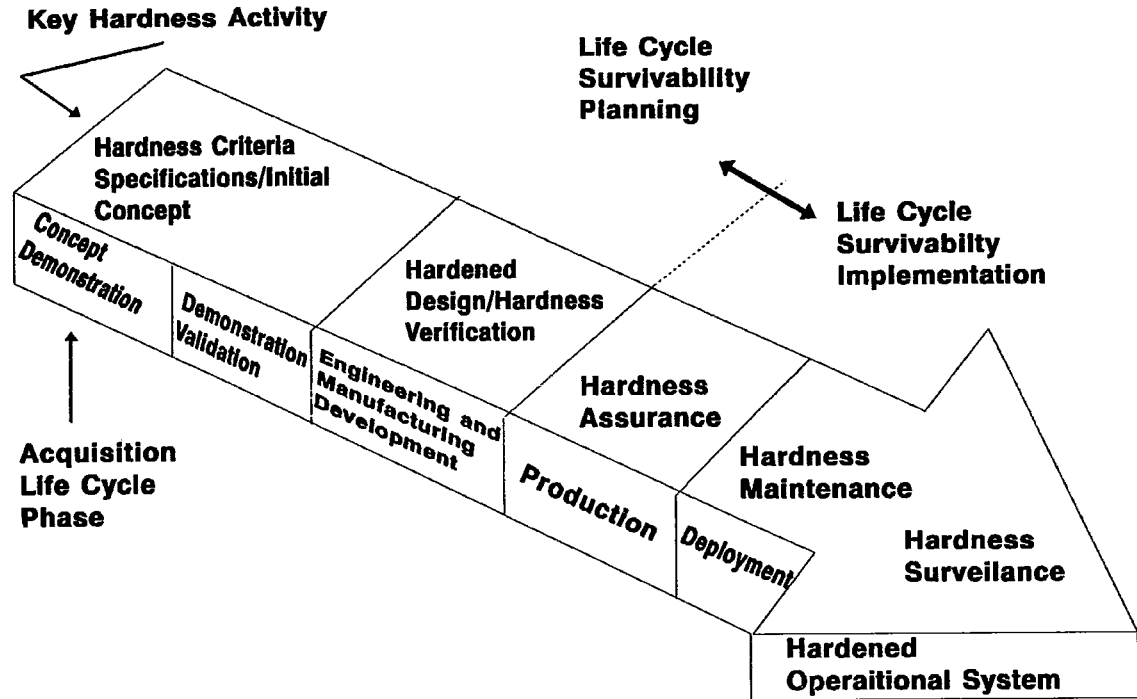 Key Hardness Activity
Life Cycle
Survivability
Planning
Hardness Criteria
Specifications/Initial
Concept
Life Cycle
Survivabilty
Implementation
Concept
Demonstration
Hardened
Design/Hardness
Verification
Demonstration
Validation
Engineering and
Manufacturing
Development
Hardness
Assurance
Acquisition
Life Cycle
Phase
Production
Hardness
Maintenance
Deployment
Hardness
Surveilance
Hardened
Operaitional System